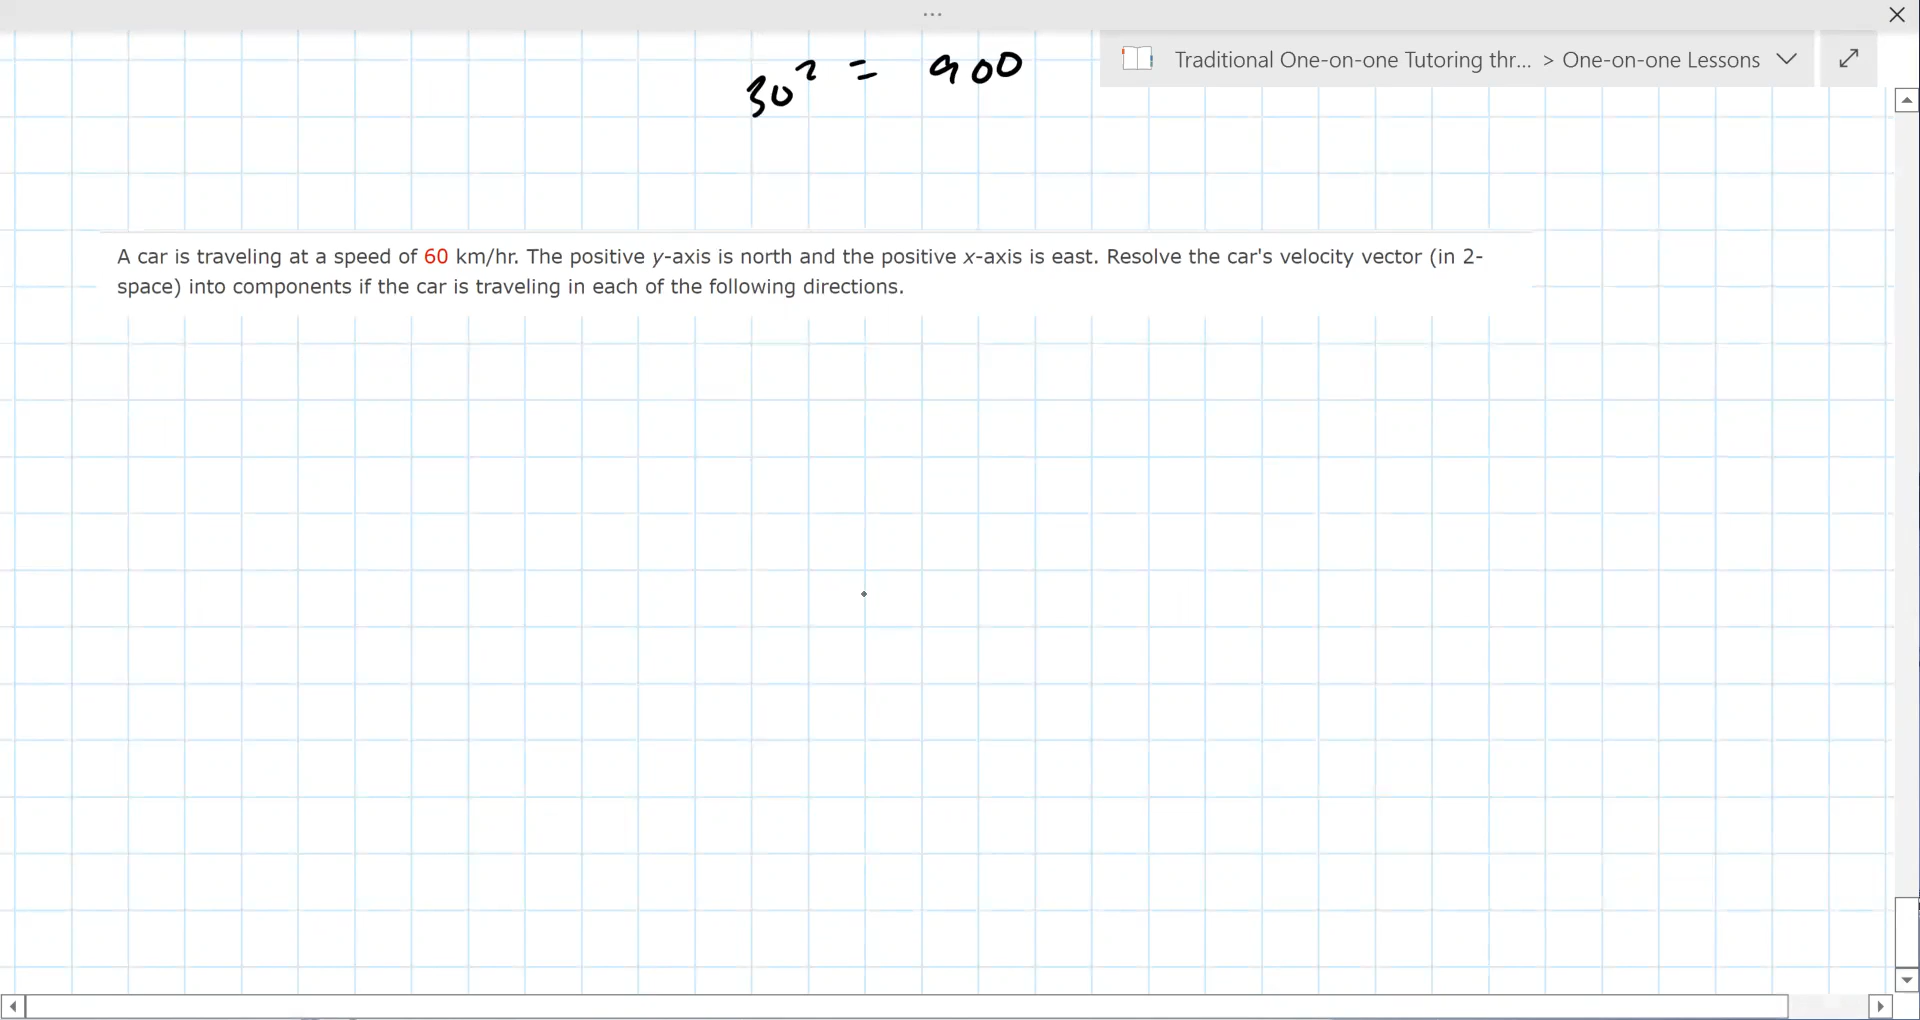 ...
30² = 900
Traditional One-on-one Tutoring thr... > One-on-one Lessons
A car is traveling at a speed of 60 km/hr. The positive y-axis is north and the positive x-axis is east. Resolve the car's velocity vector (in 2-
space) into components if the car is traveling in each of the following directions.